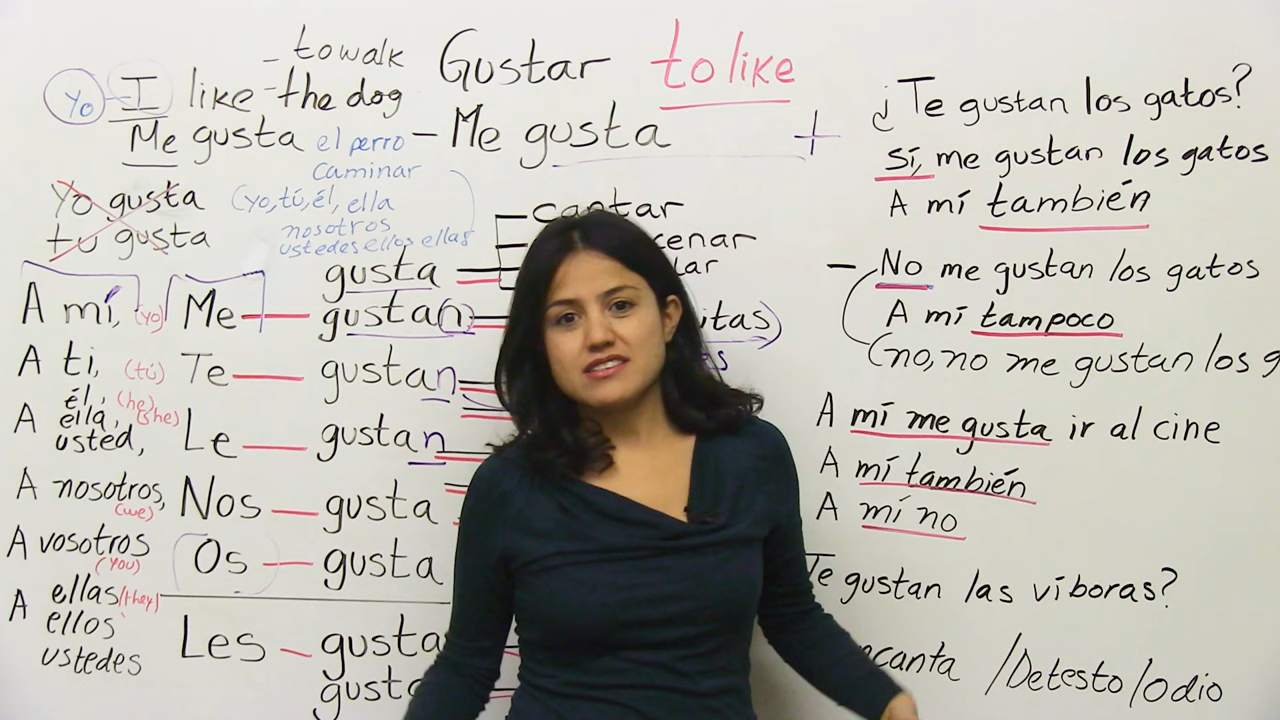 - to walk
Gustar to like
yo I like - the dog
Me gusta el perro
caminar
- Me gusta +
Yo gusta
tu gusta
(yo, tú, él, ella
nosotros
ustedes ellos ellas
cantar
cenar
gusta
A mí, (yo) Me — gustan
A ti, (tú) Te — gustan
él, (he)
A ella, (she) Le — gustan
usted,
A nosotros, (we) Nos — gusta
A vosotros (you) Os — gusta
A ellas (they)
ellos
ustedes
Les — gusta
¿Te gustan los gatos?
sí, me gustan los gatos
A mí también
- No me gustan los gatos
A mí tampoco
(no, no me gustan los g
A mí me gusta ir al cine
A mí también
A mí no
Te gustan las víboras?
/Detesto/odio